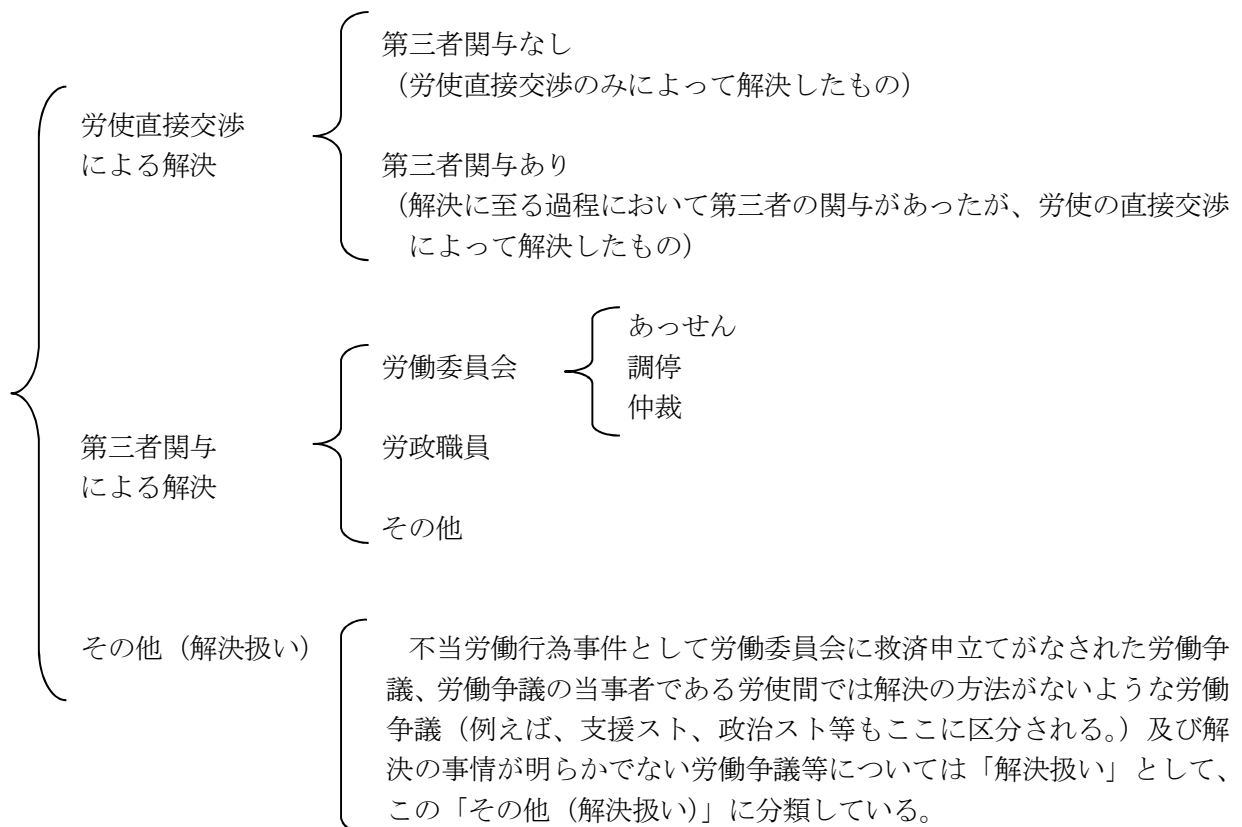 第三者関与なし
（労使直接交渉のみによって解決したもの）
労使直接交渉
による解決
第三者関与あり
（解決に至る過程において第三者の関与があったが、労使の直接交渉
によって解決したもの）
あっせん
労働委員会
調停
仲裁
第三者関与
による解決
労政職員
その他
その他（解決扱い）
不当労働行為事件として労働委員会に救済申立てがなされた労働争
議、労働争議の当事者である労使間では解決の方法がないような労働
争議（例えば、支援スト、政治スト等もここに区分される。）及び解
決の事情が明らかでない労働争議等については「解決扱い」として、
この「その他（解決扱い）」に分類している。